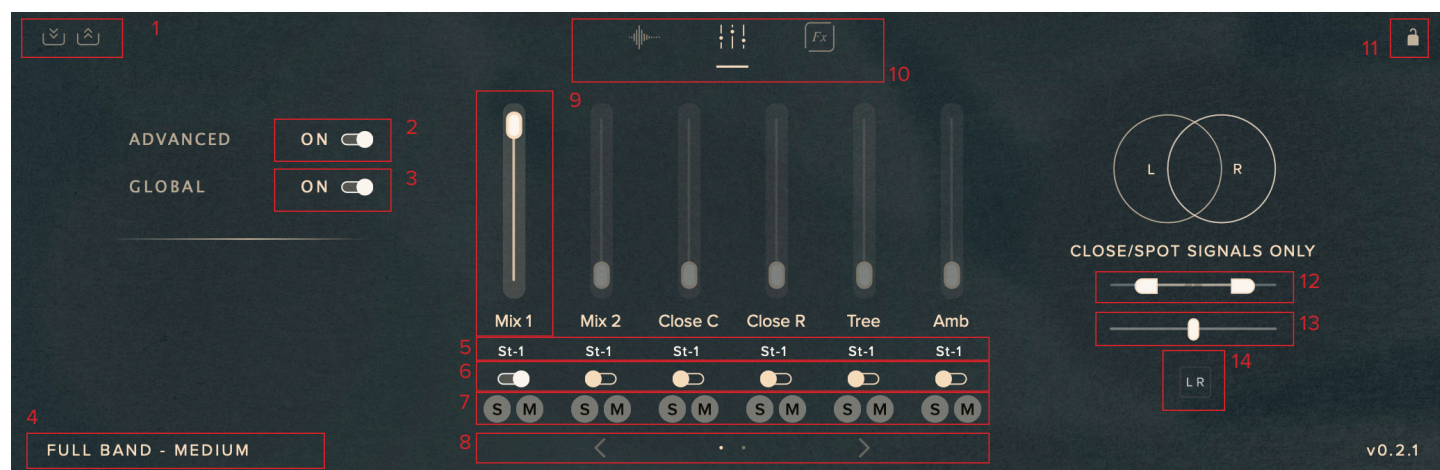 1
Fx
10
11
9
ADVANCED ON 2
GLOBAL ON 3
L R
CLOSE/SPOT SIGNALS ONLY
12
Mix 1 Mix 2 Close C Close R Tree Amb
13
5 St-1 St-1 St-1 St-1 St-1 St-1
6
14
L R
7 S M S M S M S M S M S M
4
8
FULL BAND - MEDIUM
v0.2.1